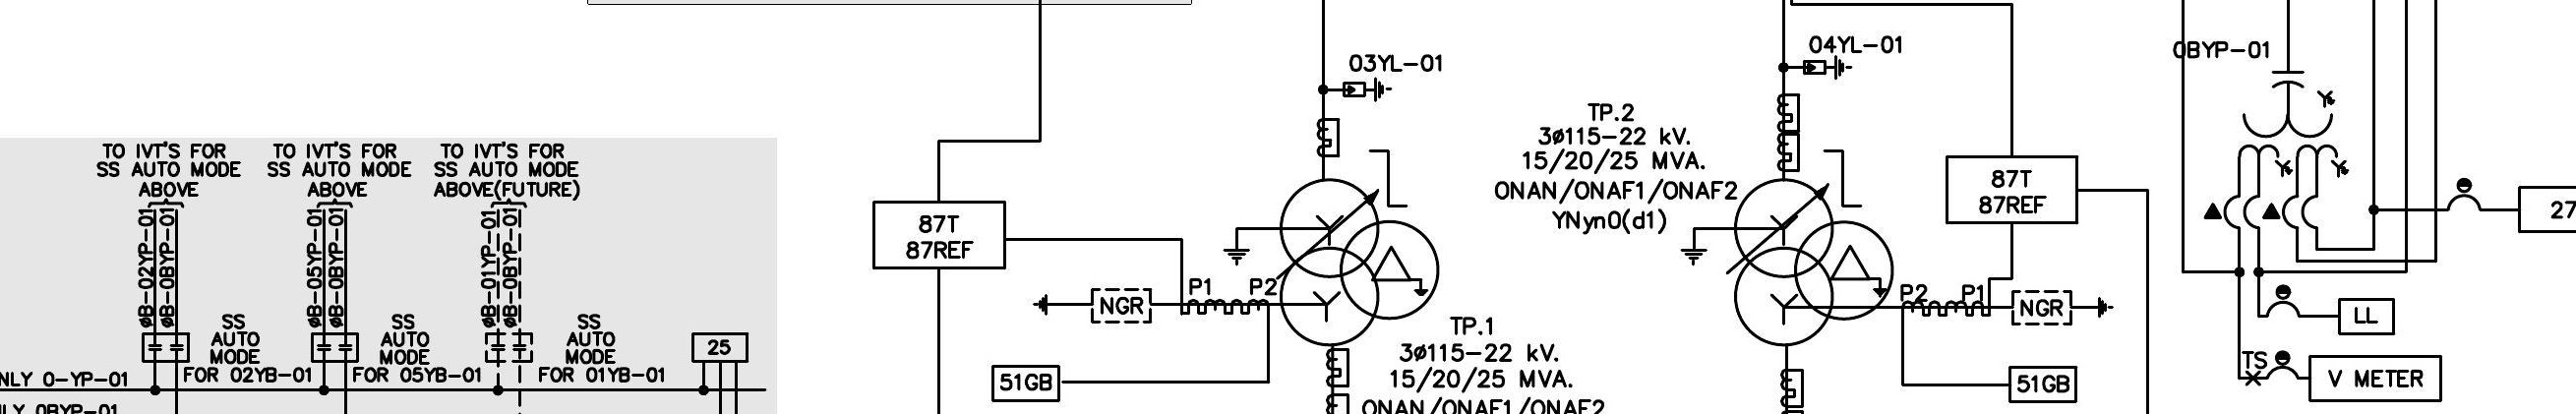 TO IVT'S FOR
SS AUTO MODE
ABOVE
TO IVT'S FOR
SS AUTO MODE
ABOVE
TO IVT'S FOR
SS AUTO MODE
ABOVE(FUTURE)
øB-02YP-01
øB-0BYP-01
øB-05YP-01
øB-0BYP-01
øB-01YP-01
øB-0BYP-01
SS
AUTO
MODE
FOR 02YB-01
SS
AUTO
MODE
FOR 05YB-01
SS
AUTO
MODE
FOR 01YB-01
25
NLY 0-YP-01
LY 0BYP-01
87T
87REF
03YL-01
NGR
P1
P2
51GB
TP.1
3ø115-22 kV.
15/20/25 MVA.
ONAN/ONAF1/ONAF2
TP.2
3ø115-22 kV.
15/20/25 MVA.
ONAN/ONAF1/ONAF2
YNyn0(d1)
04YL-01
87T
87REF
P2
P1
NGR
51GB
0BYP-01
27
LL
TS
V METER